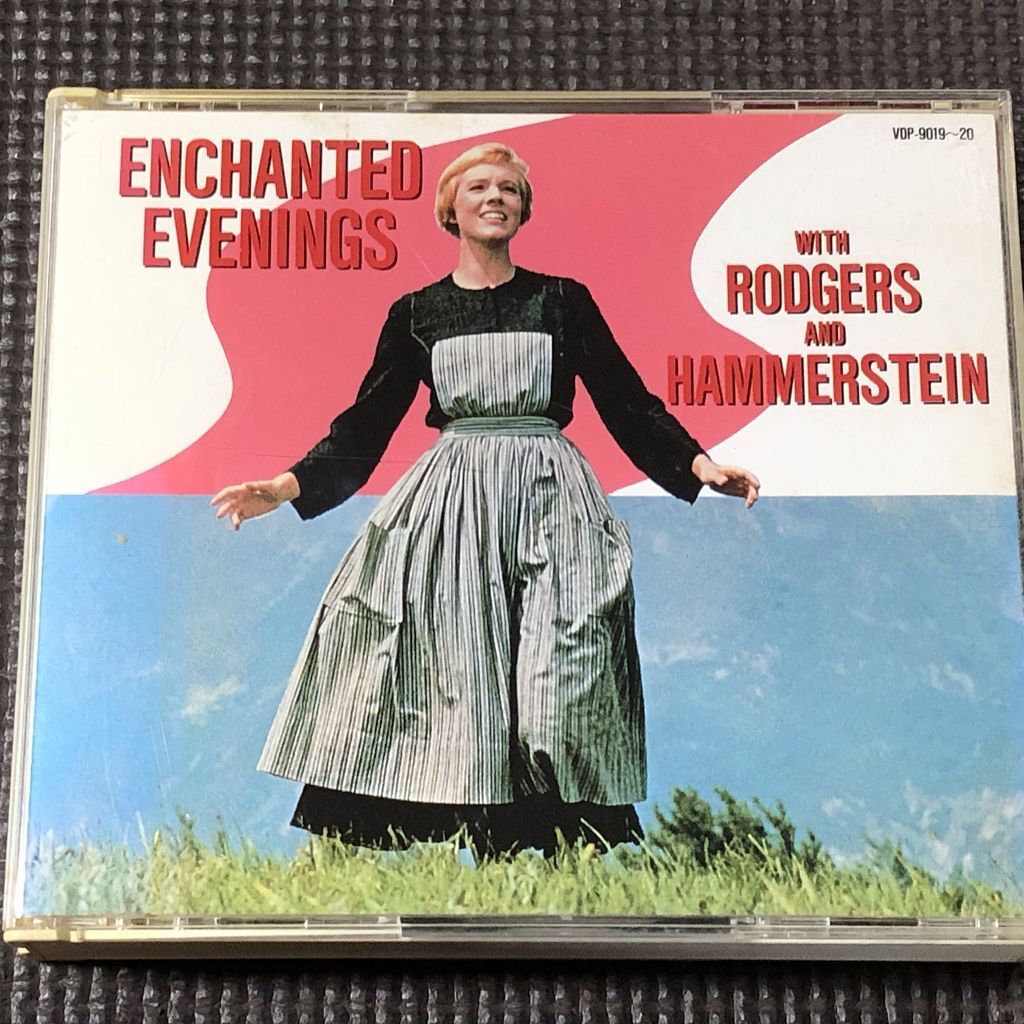 ENCHANTED
EVENINGS
VDP-9019~20
WITH
RODGERS
AND
HAMMERSTEIN